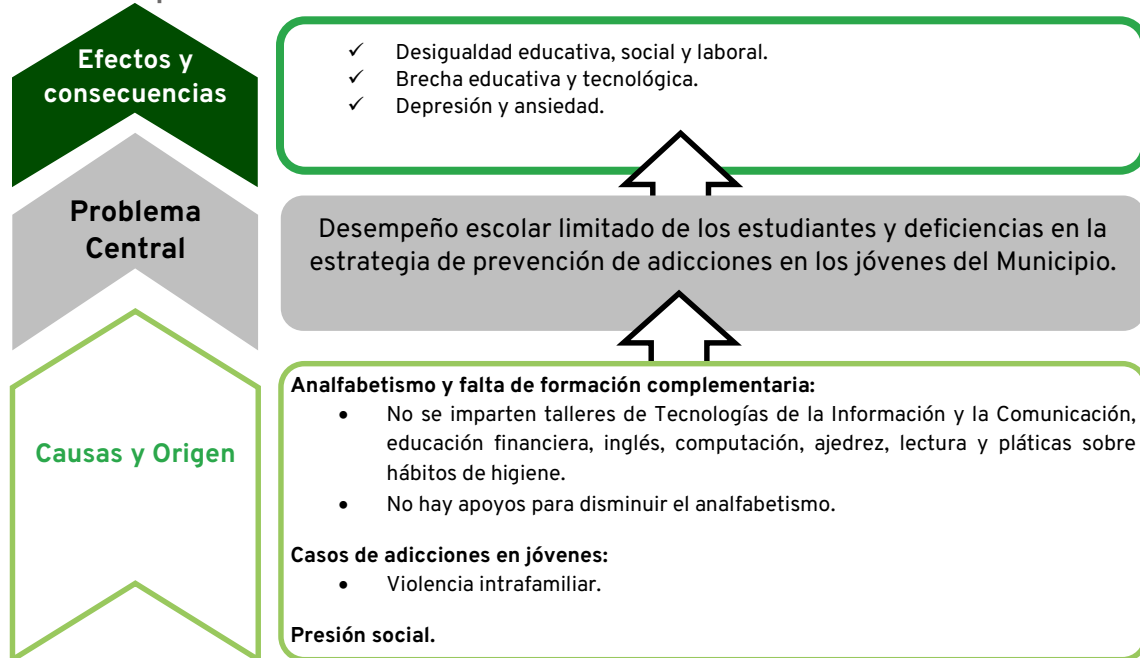 Efectos y
consecuencias
✓ Desigualdad educativa, social y laboral.
✓ Brecha educativa y tecnológica.
✓ Depresión y ansiedad.
Problema
Central
Desempeño escolar limitado de los estudiantes y deficiencias en la
estrategia de prevención de adicciones en los jóvenes del Municipio.
Causas y Origen
Analfabetismo y falta de formación complementaria:
• No se imparten talleres de Tecnologías de la Información y la Comunicación,
educación financiera, inglés, computación, ajedrez, lectura y pláticas sobre
hábitos de higiene.
• No hay apoyos para disminuir el analfabetismo.
Casos de adicciones en jóvenes:
• Violencia intrafamiliar.
Presión social.